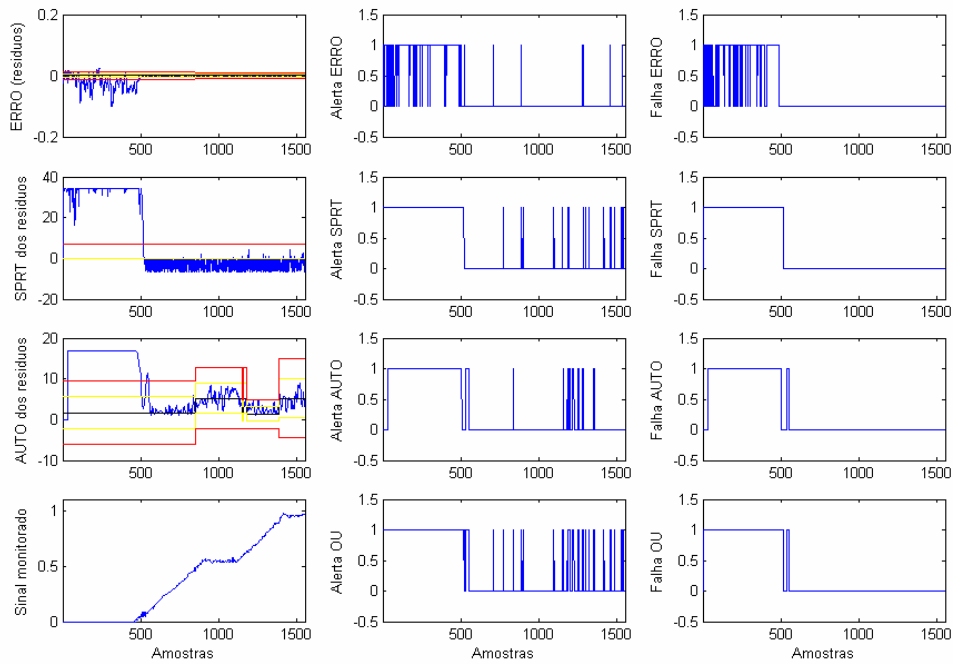 0.2
0
-0.2
500 1000 1500
ERRO (residuos)
1.5
1
0.5
0
-0.5
500 1000 1500
Alerta ERRO
1.5
1
0.5
0
-0.5
500 1000 1500
Falha ERRO
40
20
0
-20
500 1000 1500
SPRT dos residuos
1.5
1
0.5
0
-0.5
500 1000 1500
Alerta SPRT
1.5
1
0.5
0
-0.5
500 1000 1500
Falha SPRT
20
10
0
-10
500 1000 1500
AUTO dos residuos
1.5
1
0.5
0
-0.5
500 1000 1500
Alerta AUTO
1.5
1
0.5
0
-0.5
500 1000 1500
Falha AUTO
1
0.5
0
500 1000 1500
Sinal monitorado
Amostras
1.5
1
0.5
0
-0.5
500 1000 1500
Alerta OU
Amostras
1.5
1
0.5
0
-0.5
500 1000 1500
Falha OU
Amostras